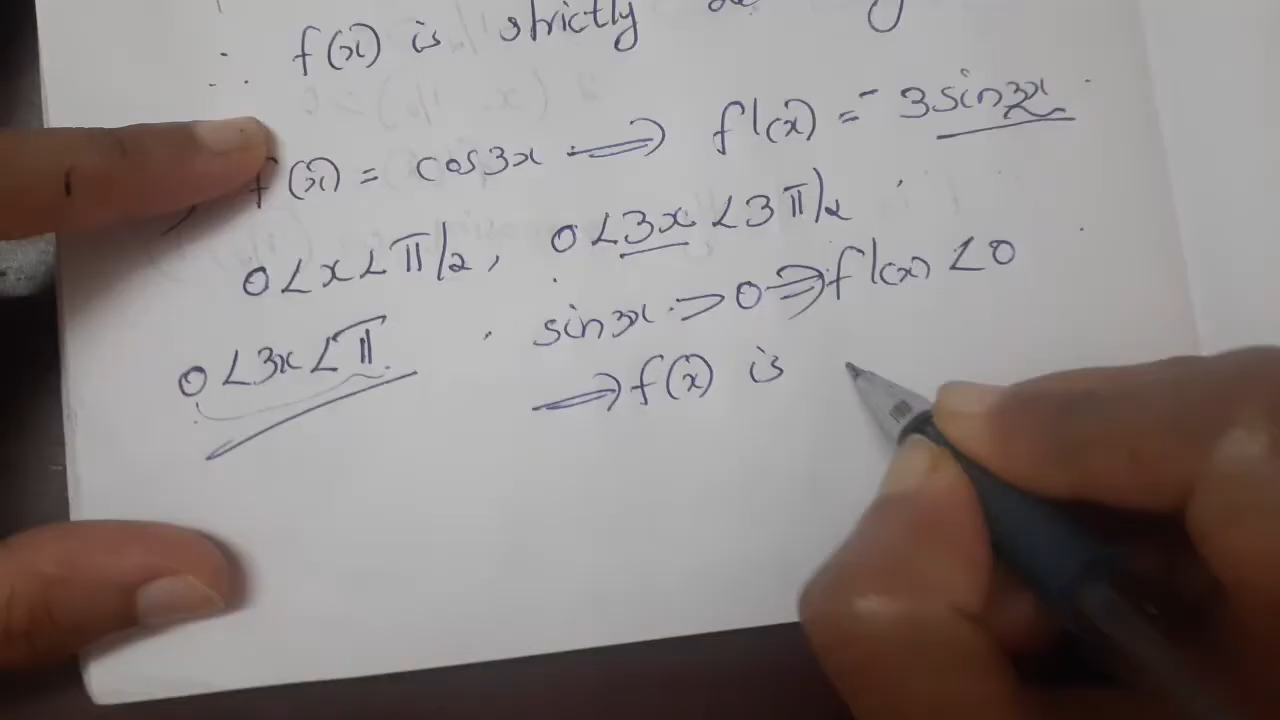 ∴ f(x) is strictly
f(x) = cos3x ⟹ f'(x) = -3sin3x
0<x<π/2, 0<3x<3π/2
sin3x>0⟹f'(x)<0
0<3x<π
⟹f(x) is